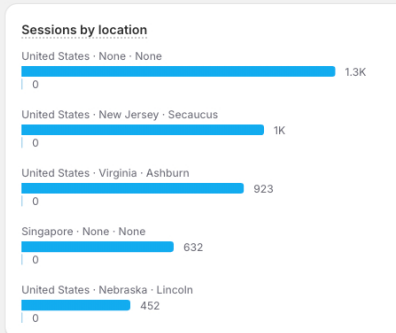 Sessions by location
United States · None · None
1.3K
0
United States · New Jersey · Secaucus
1K
0
United States · Virginia · Ashburn
923
0
Singapore · None · None
632
0
United States · Nebraska · Lincoln
452
0